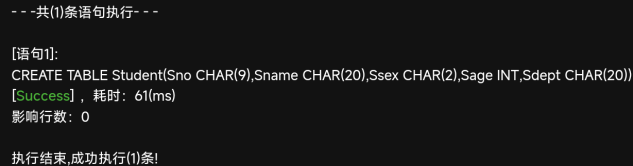 - - -共(1)条语句执行- - -
[语句1]:
CREATE TABLE Student(Sno CHAR(9),Sname CHAR(20),Ssex CHAR(2),Sage INT,Sdept CHAR(20))
[Success] ，耗时：61(ms)
影响行数：0
执行结束,成功执行(1)条!